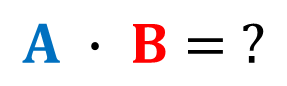 A · B = ?